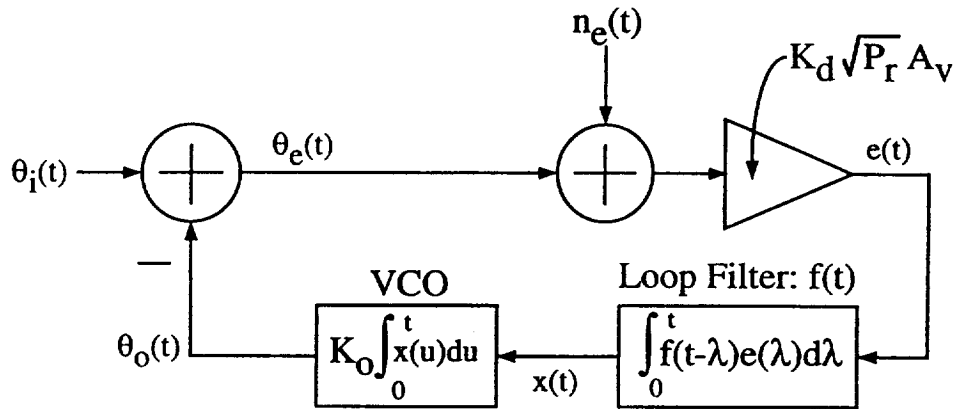 n_e(t)
K_d √P_r A_v
θ_i(t)
θ_e(t)
e(t)
+
+
—
VCO
Loop Filter: f(t)
θ_o(t)
K_o ∫_0^t x(u)du
x(t)
∫_0^t f(t-λ)e(λ)dλ